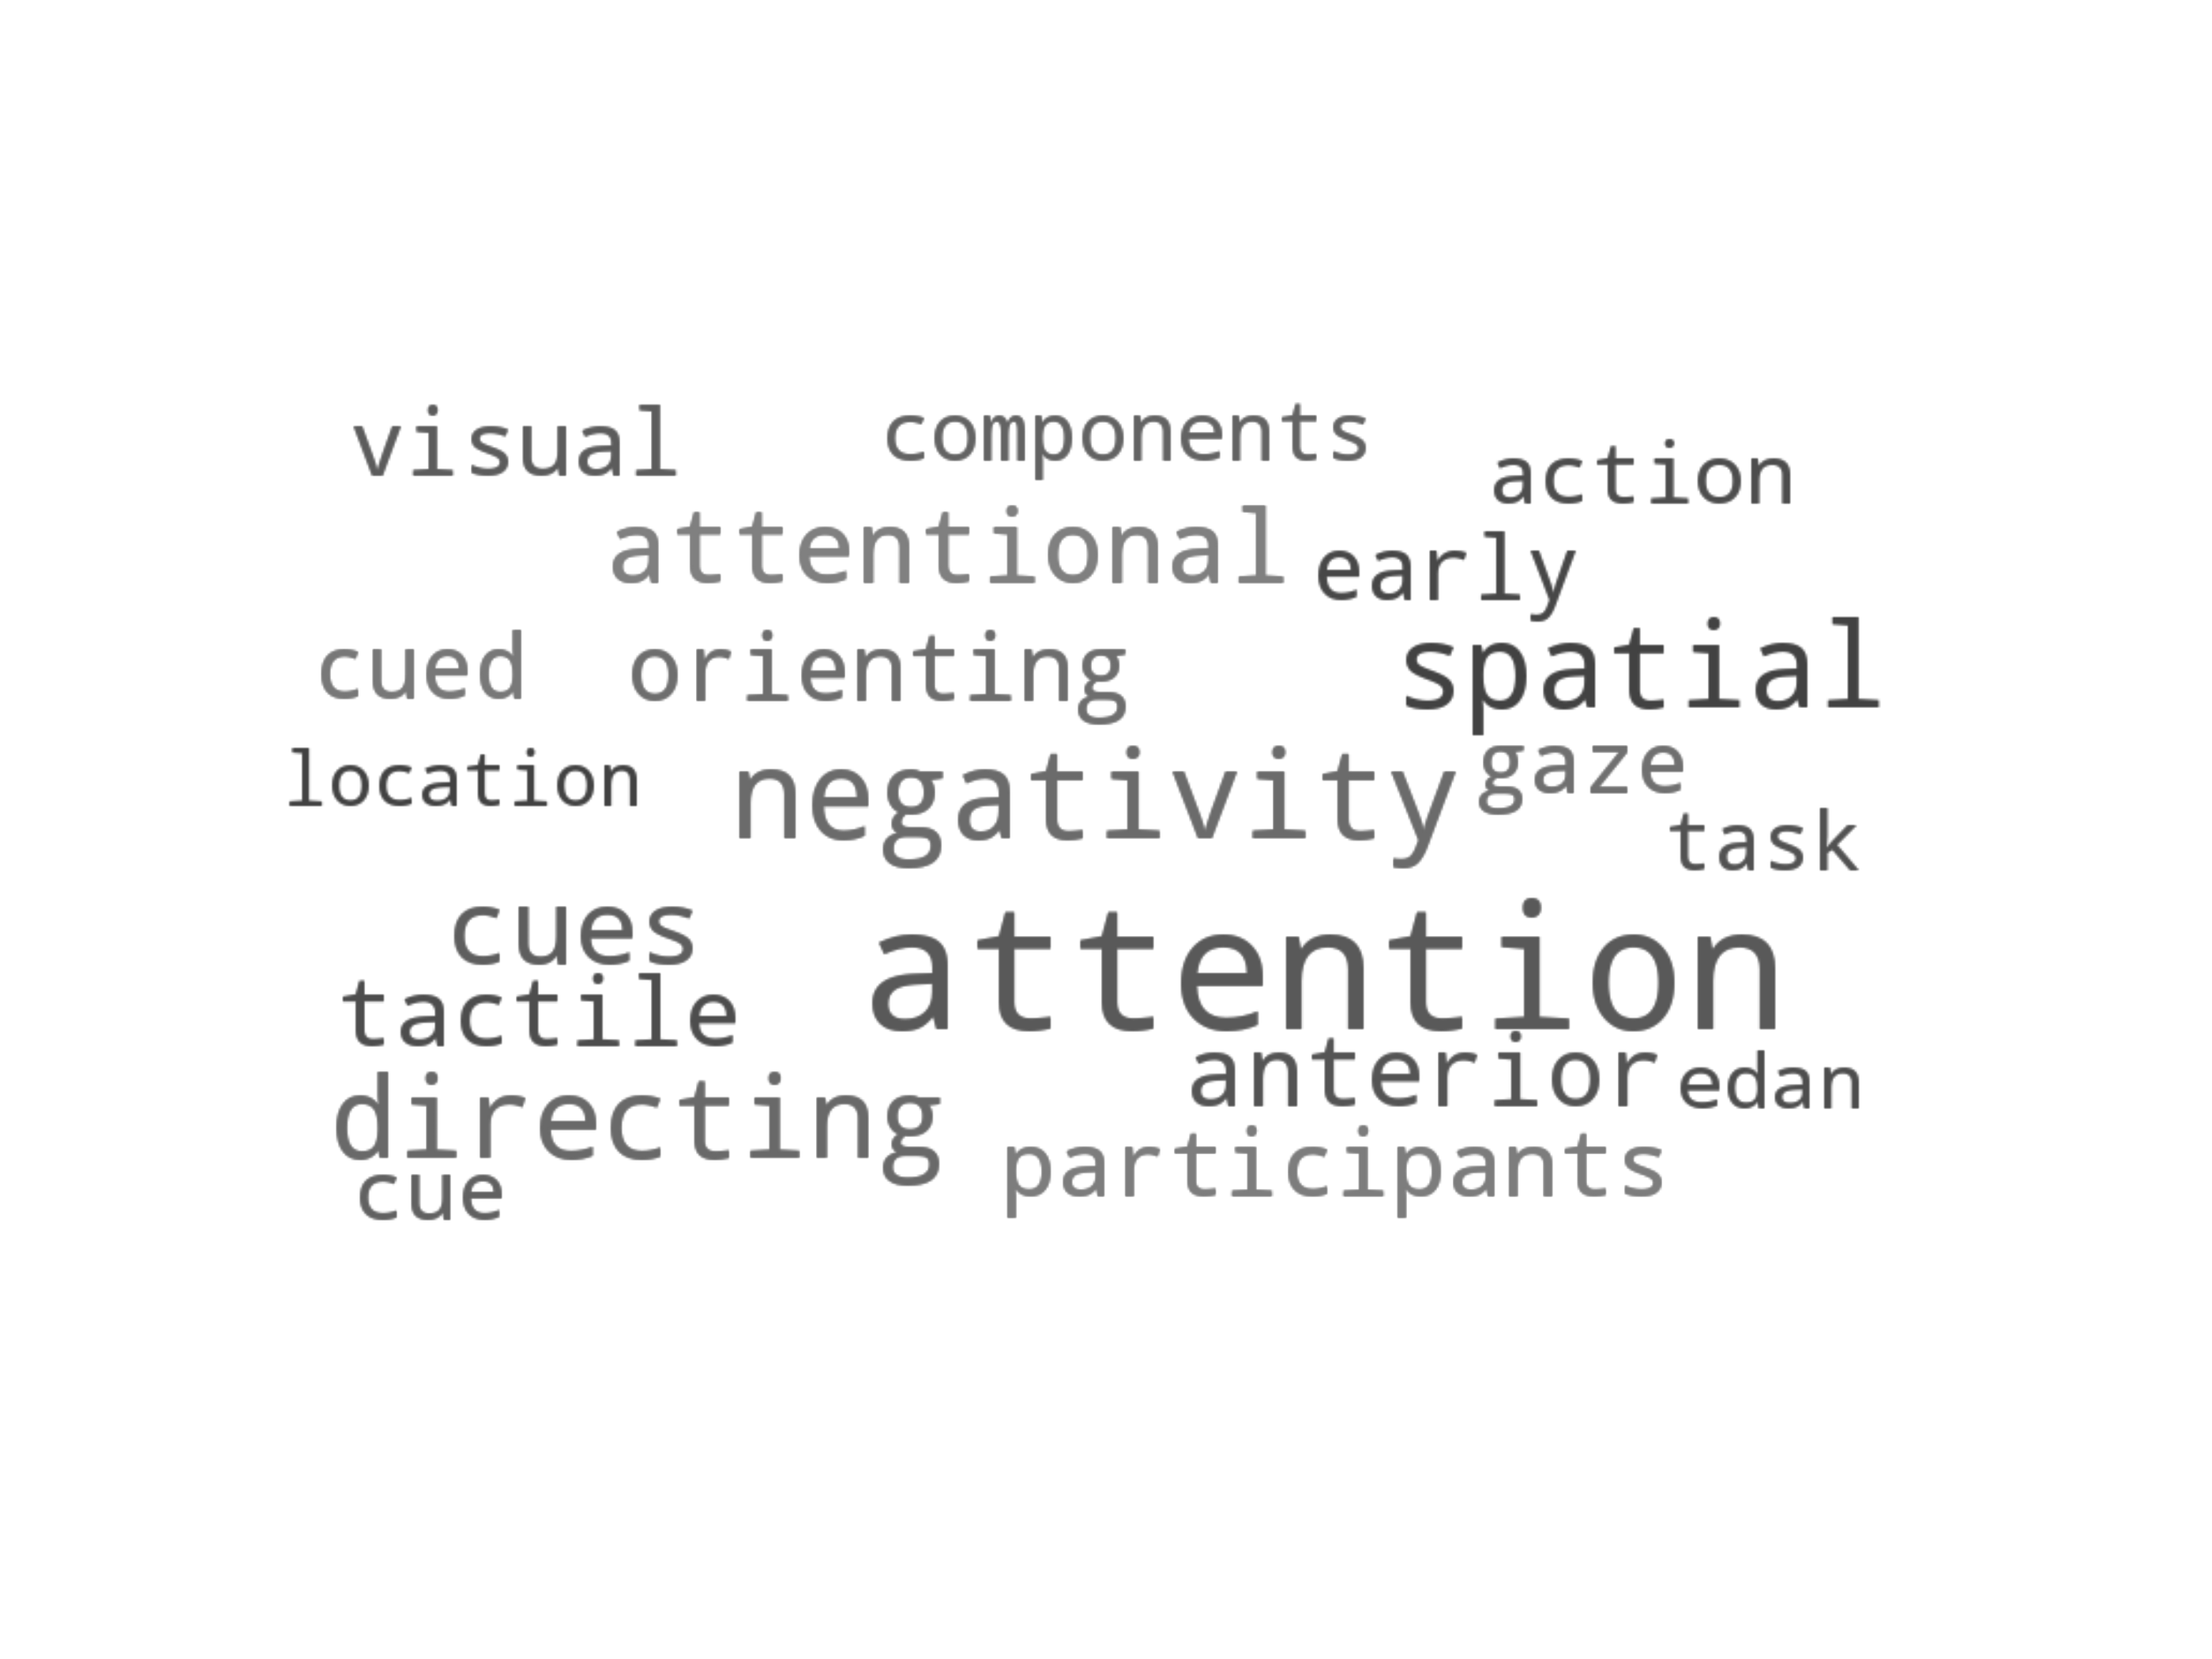 visual components action
attentional early
cued orienting spatial
location negativity gaze
task
cues attention
tactile
directing anterior edan
cue participants